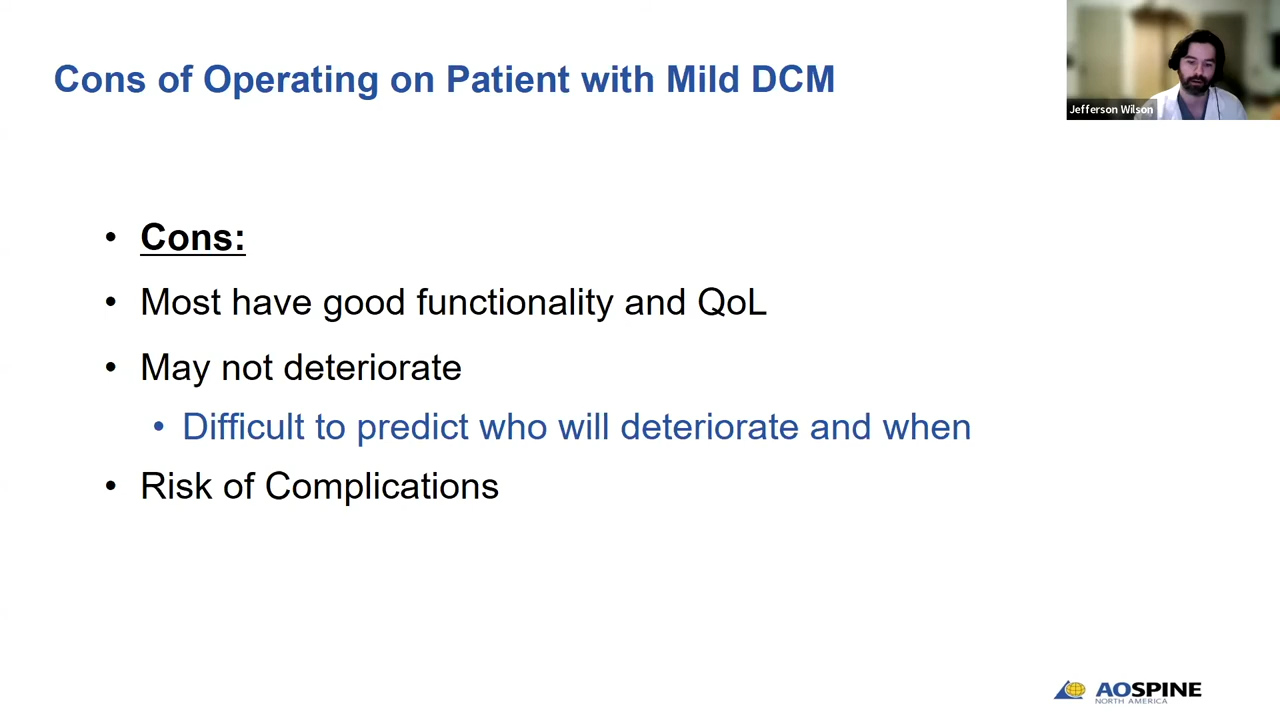 Cons of Operating on Patient with Mild DCM
Jefferson Wilson
• Cons:
• Most have good functionality and QoL
• May not deteriorate
• Difficult to predict who will deteriorate and when
• Risk of Complications
AOSPINE
NORTH AMERICA